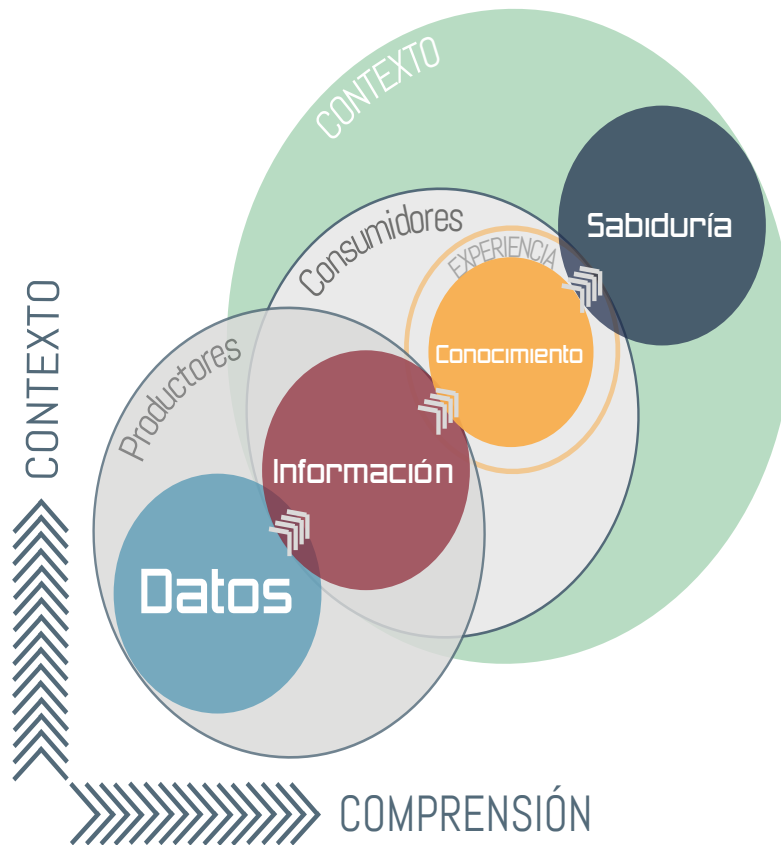 CONTEXTO
Sabiduría
Consumidores
EXPERIENCIA
Conocimiento
Productores
Información
Datos
CONTEXTO
COMPRENSIÓN